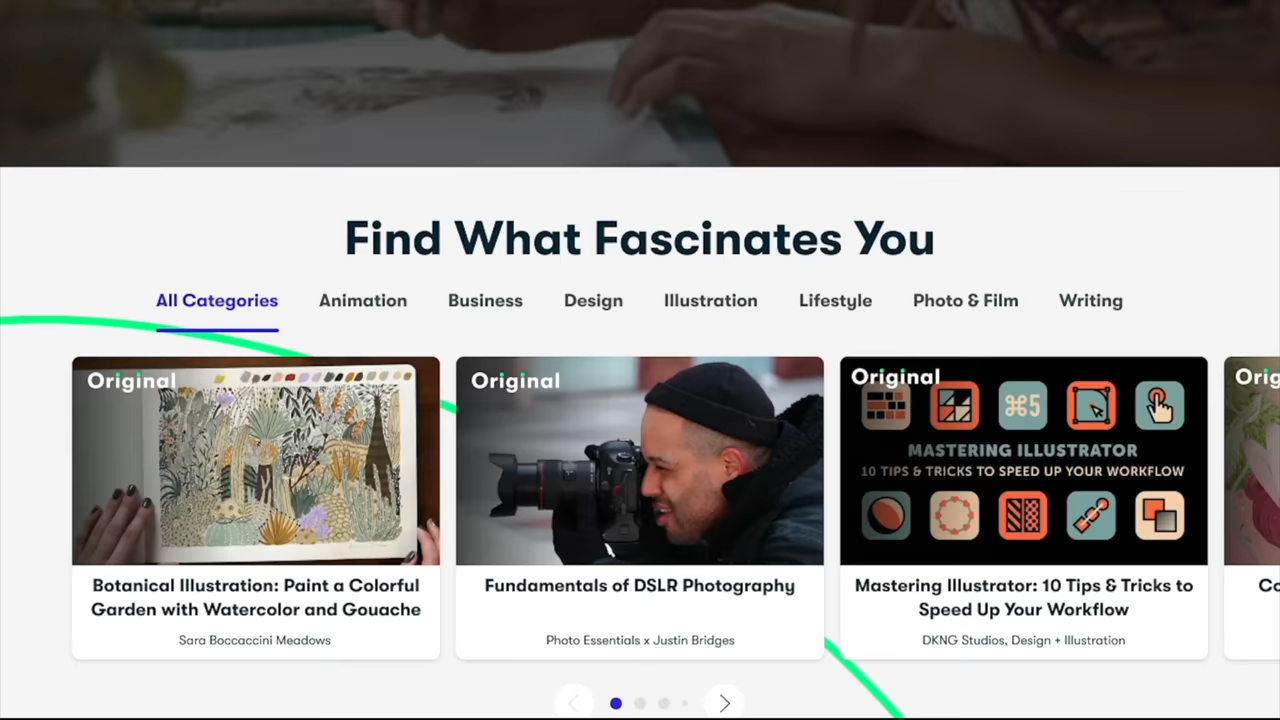 Find What Fascinates You
All Categories Animation Business Design Illustration Lifestyle Photo & Film Writing
Original
Botanical Illustration: Paint a Colorful
Garden with Watercolor and Gouache
Sara Boccaccini Meadows
Original
Fundamentals of DSLR Photography
Photo Essentials x Justin Bridges
Original
⌘5
MASTERING ILLUSTRATOR
10 TIPS & TRICKS TO SPEED UP YOUR WORKFLOW
Mastering Illustrator: 10 Tips & Tricks to
Speed Up Your Workflow
DKNG Studios, Design + Illustration
Orig
Co